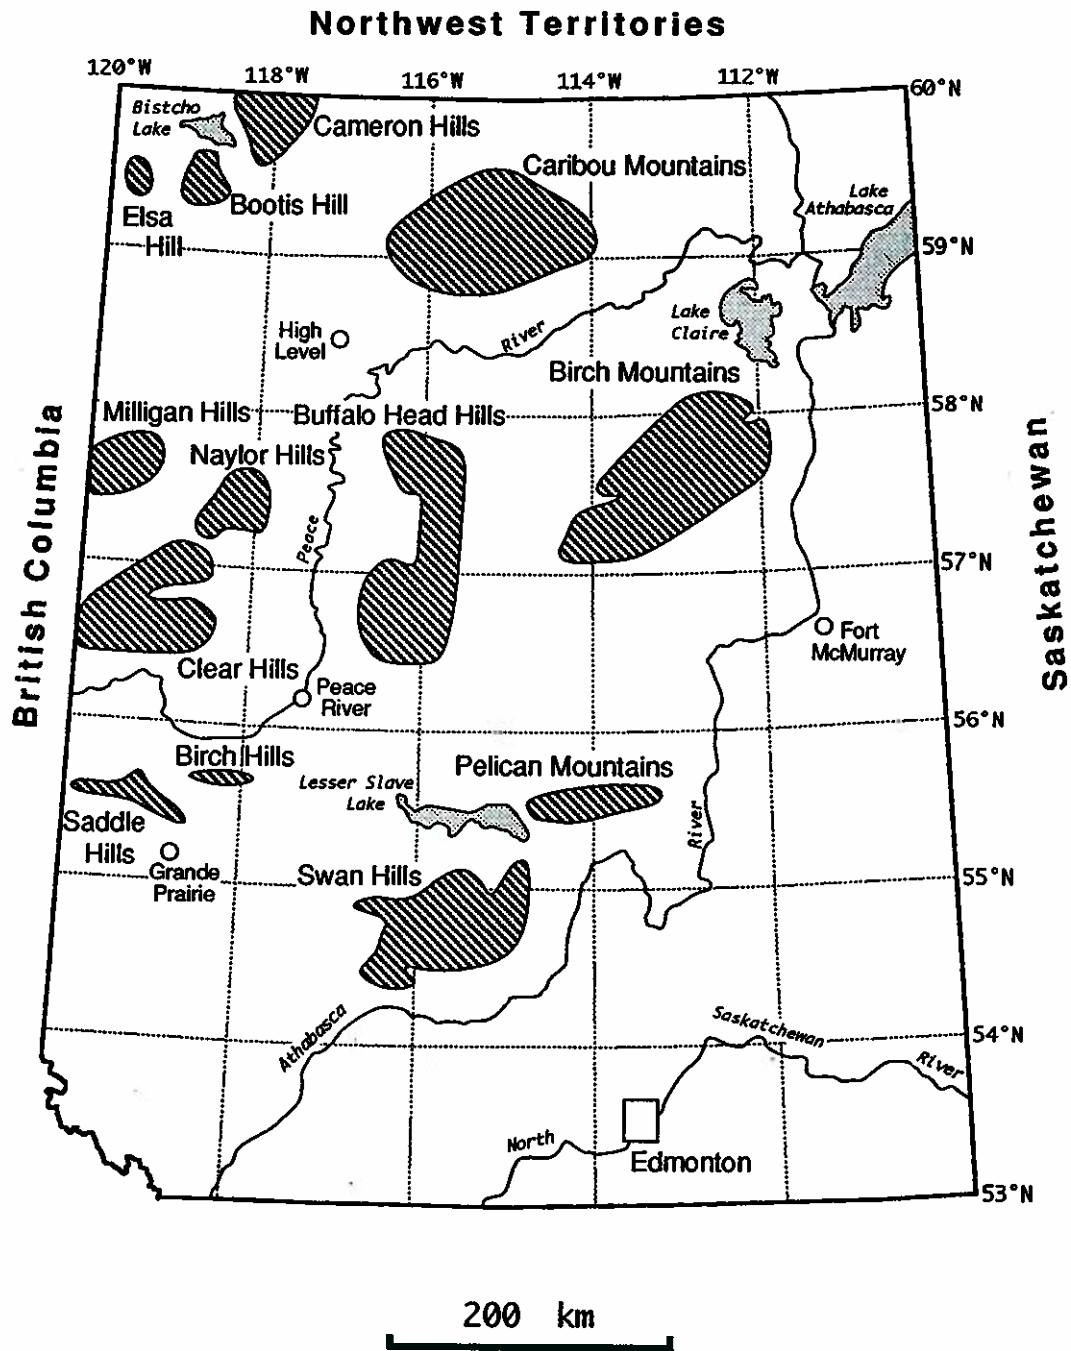 Northwest Territories
120°W
118°W
116°W
114°W
112°W
60°N
Bistcho
Lake
Cameron Hills
Caribou Mountains
Elsa
Hill
Bootis Hill
Lake
Athabasca
59°N
High
Level
River
Lake
Claire
Birch Mountains
Milligan Hills
Buffalo Head Hills
58°N
Naylor Hills
British Columbia
Saskatchewan
Peace
57°N
Fort
McMurray
Clear Hills
Peace
River
56°N
Birch Hills
Pelican Mountains
Lesser Slave
Lake
Saddle
Hills
River
Grande
Prairie
Swan Hills
55°N
Athabasca
Saskatchewan
54°N
River
North
Edmonton
53°N
200 km